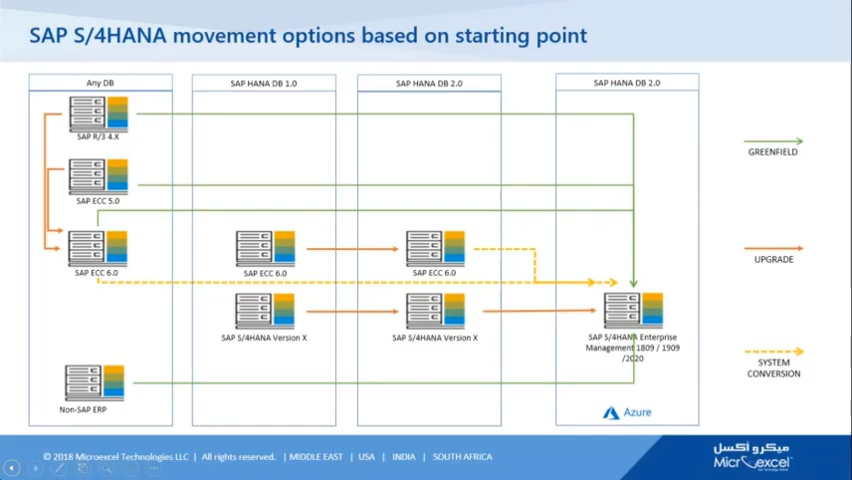 SAP S/4HANA movement options based on starting point
Any DB
SAP HANA DB 1.0
SAP HANA DB 2.0
SAP HANA DB 2.0
SAP R/3 4.X
GREENFIELD
SAP ECC 5.0
SAP ECC 6.0
SAP ECC 6.0
SAP ECC 6.0
UPGRADE
SAP S/4HANA Version X
SAP S/4HANA Version X
SAP S/4HANA Enterprise
Management 1809 / 1909
/2020
SYSTEM
CONVERSION
Non-SAP ERP
Azure
© 2018 Microexcel Technologies LLC | All rights reserved. | MIDDLE EAST | USA | INDIA | SOUTH AFRICA
ميكرو أكسل
Microexcel